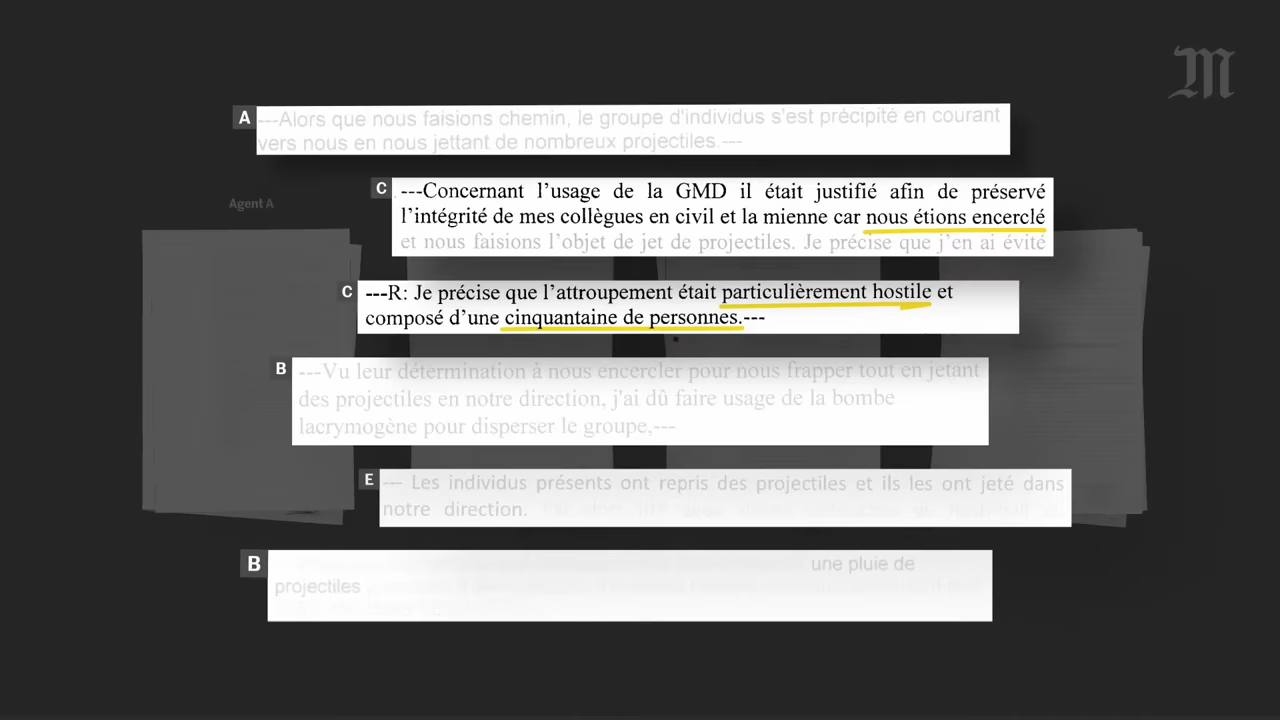 M
A
---Alors que nous faisions chemin, le groupe d'individus s'est précipité en courant
vers nous en nous jettant de nombreux projectiles.---
Agent A
C
---Concernant l'usage de la GMD il était justifié afin de préservé
l'intégrité de mes collègues en civil et la mienne car nous étions encerclé
et nous faisions l'objet de jet de projectiles. Je précise que j'en ai évité
C
---R: Je précise que l'attroupement était particulièrement hostile et
composé d'une cinquantaine de personnes.---
B
---Vu leur détermination à nous encercler pour nous frapper tout en jetant
des projectiles en notre direction, j'ai dû faire usage de la bombe
lacrymogène pour disperser le groupe,---
E
--- Les individus présents ont repris des projectiles et ils les ont jeté dans
notre direction.
B
une pluie de
projectiles